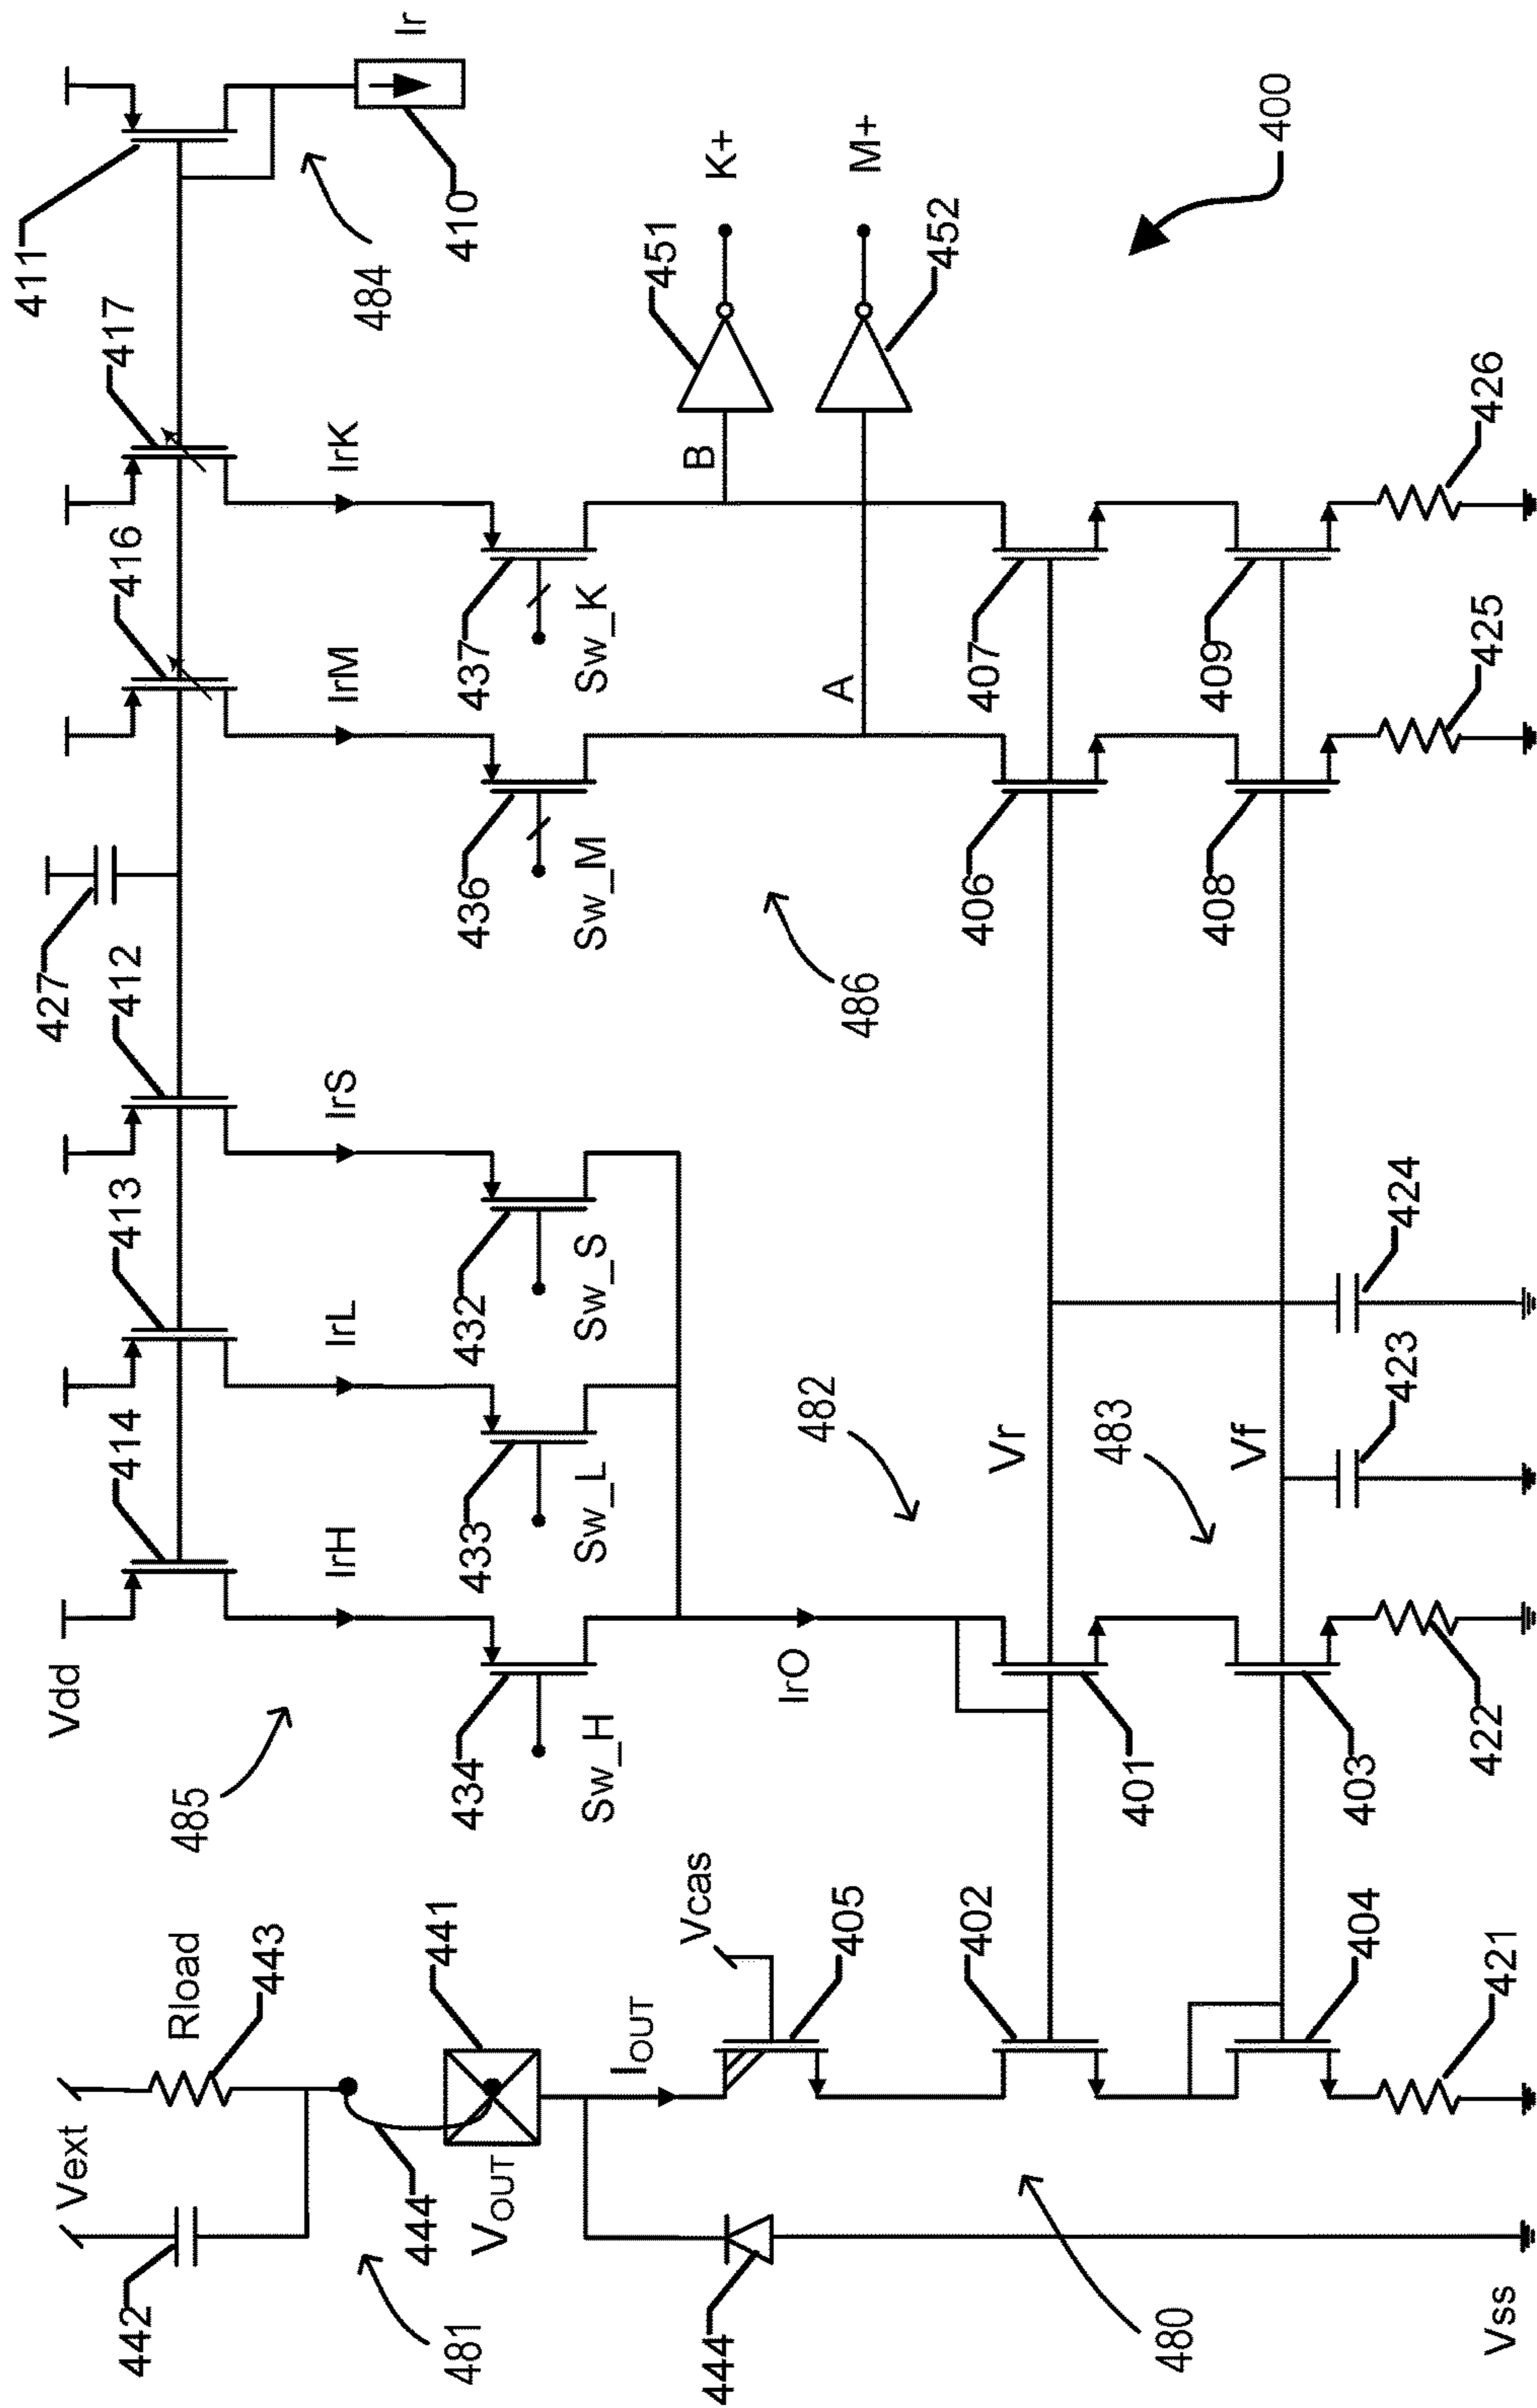 Vdd
485
414
413
412
427
416
417
411
IrH
IrL
IrS
IrM
IrK
484
410
Ir
Vext
Rload
443
442
481
444
441
VOUT
434
Sw_H
433
Sw_L
432
Sw_S
436
Sw_M
437
Sw_K
486
451
K+
B
452
M+
A
400
IOUT
Vcas
405
IrO
482
402
401
Vr
406
407
444
480
404
403
483
Vf
408
409
421
422
423
424
425
426
Vss